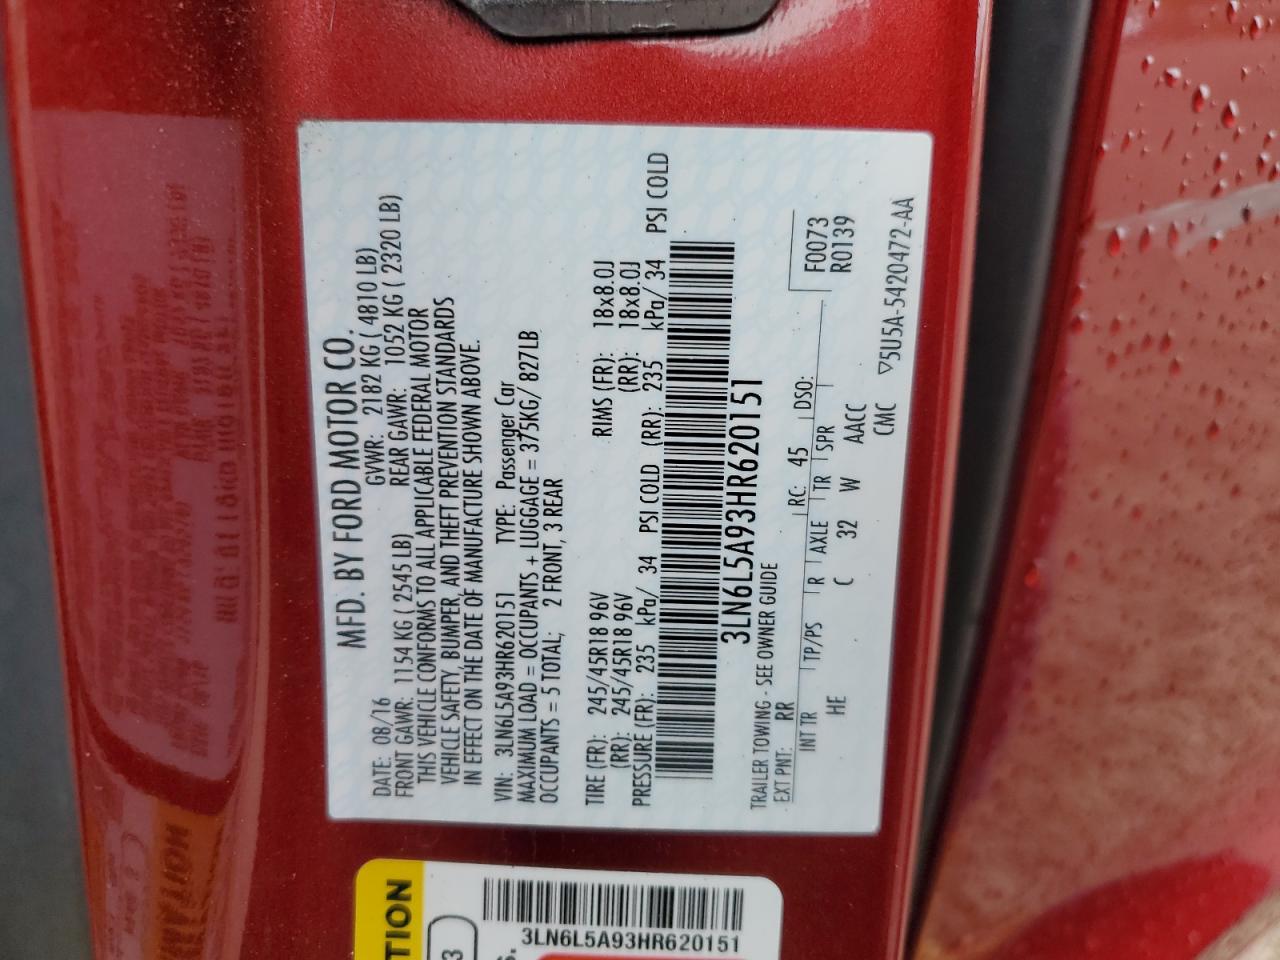 MFD. BY FORD MOTOR CO.
DATE: 08/16 GVWR: 2182 KG ( 4810 LB)
FRONT GAWR: 1154 KG ( 2545 LB) REAR GAWR: 1052 KG ( 2320 LB)
THIS VEHICLE CONFORMS TO ALL APPLICABLE FEDERAL MOTOR
VEHICLE SAFETY, BUMPER, AND THEFT PREVENTION STANDARDS
IN EFFECT ON THE DATE OF MANUFACTURE SHOWN ABOVE.
VIN: 3LN6L5A93HR620151 TYPE: Passenger Car
MAXIMUM LOAD = OCCUPANTS + LUGGAGE = 375KG/ 827LB
OCCUPANTS = 5 TOTAL; 2 FRONT, 3 REAR
TIRE (FR): 245/45R18 96V RIMS (FR): 18x8.0J
(RR): 245/45R18 96V (RR): 18x8.0J
PRESSURE (FR): 235 kPa/ 34 PSI COLD (RR): 235 kPa/ 34 PSI COLD
3LN6L5A93HR620151
TRAILER TOWING - SEE OWNER GUIDE
EXT PNT: RR RC: 45 DSO: F0073
R0139
INT TR TP/PS R AXLE TR SPR
HE C 32 W AACC
CMC
▽5U5A-5420472-AA
3LN6L5A93HR620151